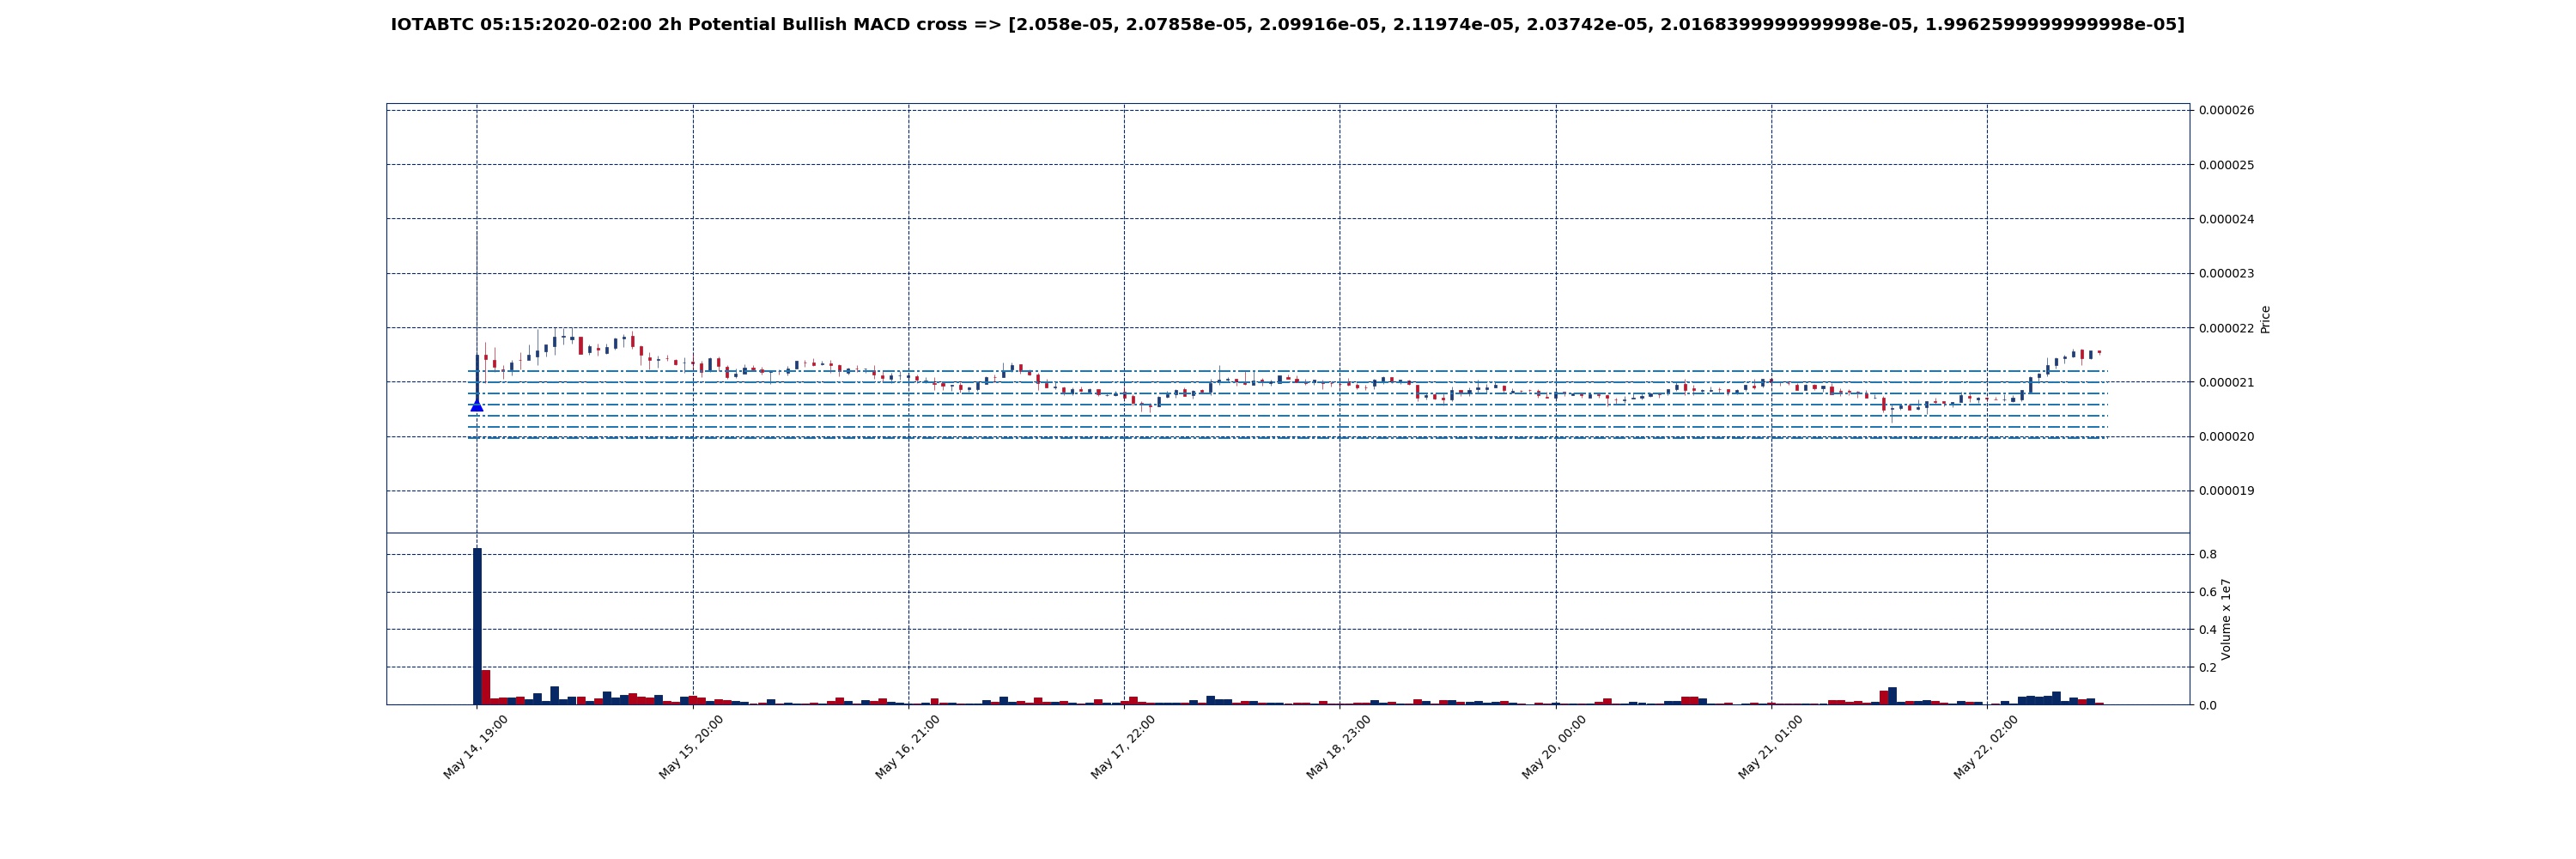 IOTABTC 05:15:2020-02:00 2h Potential Bullish MACD cross => [2.058e-05, 2.07858e-05, 2.09916e-05, 2.11974e-05, 2.03742e-05, 2.0168399999999998e-05, 1.9962599999999998e-05]
0.000026
0.000025
0.000024
0.000023
0.000022
0.000021
0.000020
0.000019
Price
0.8
0.6
0.4
0.2
0.0
Volume x 1e7
May 14, 19:00
May 15, 20:00
May 16, 21:00
May 17, 22:00
May 18, 23:00
May 20, 00:00
May 21, 01:00
May 22, 02:00